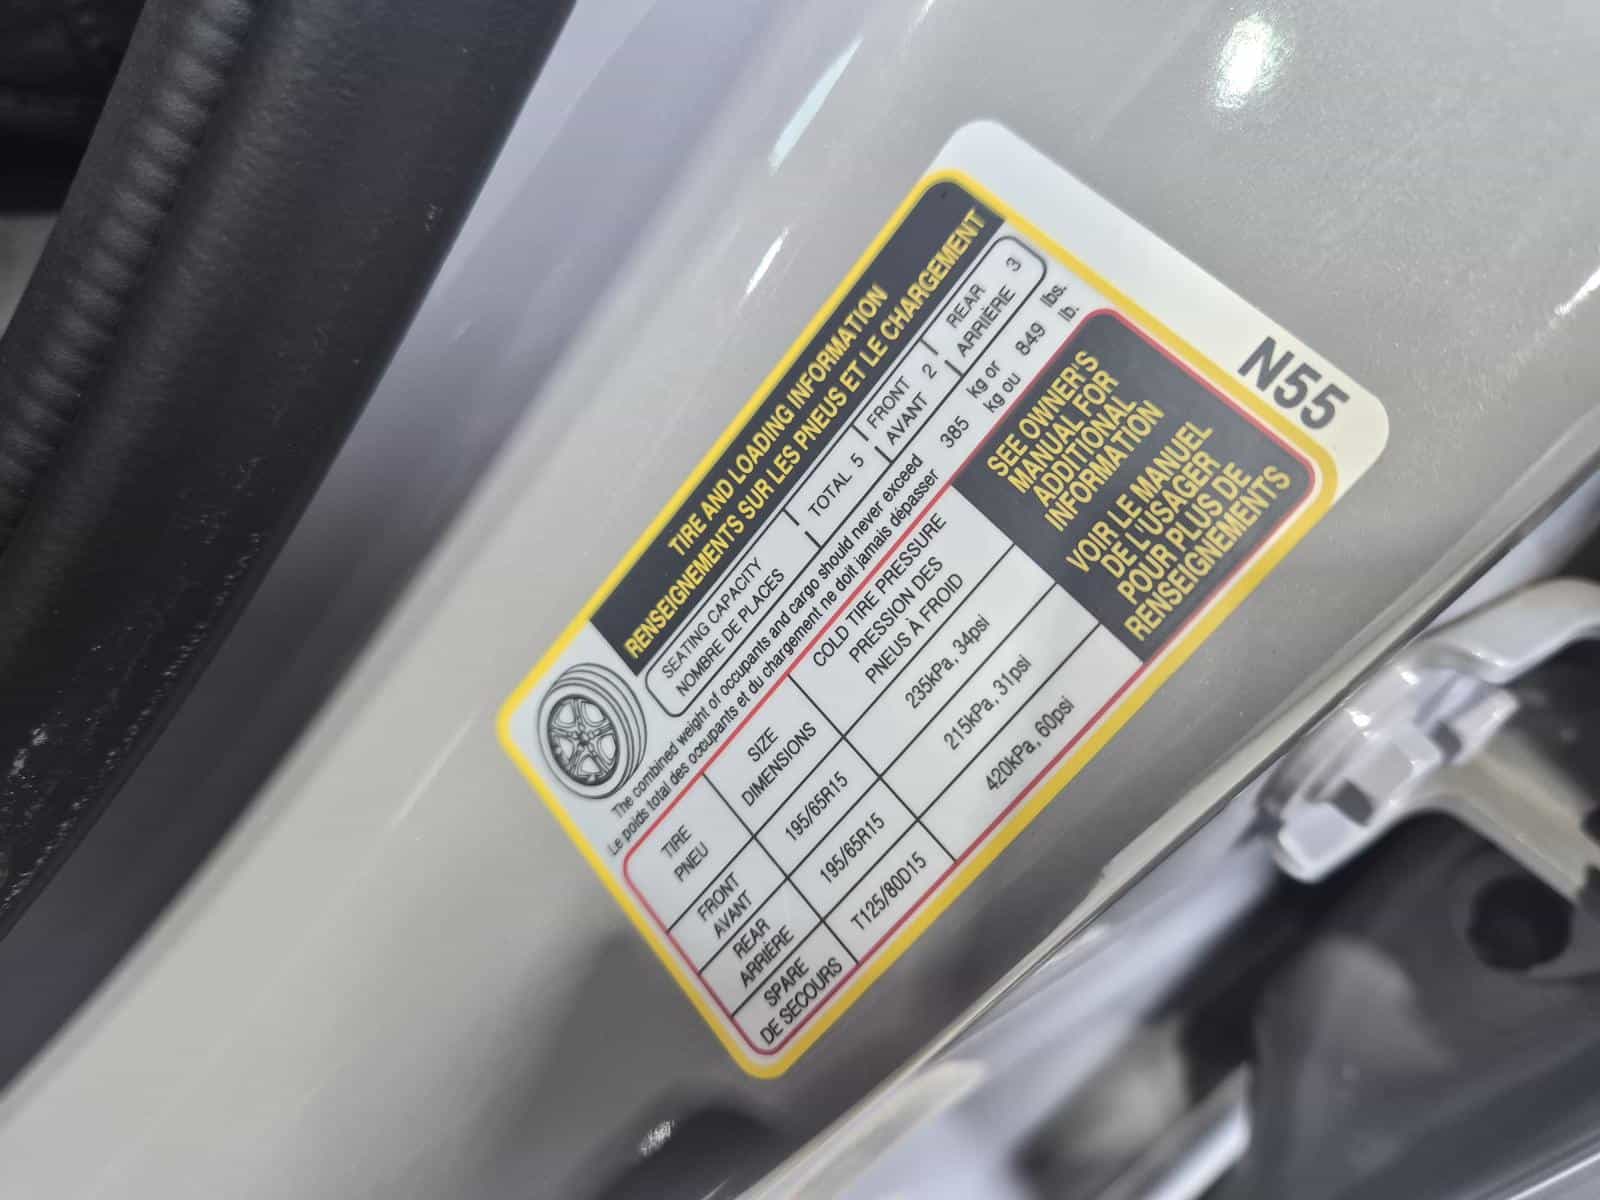 TIRE AND LOADING INFORMATION
RENSEIGNEMENTS SUR LES PNEUS ET LE CHARGEMENT
SEATING CAPACITY
NOMBRE DE PLACES
TOTAL 5
FRONT
AVANT 2
REAR
ARRIÈRE 3
The combined weight of occupants and cargo should never exceed 385 kg or 849 lbs.
Le poids total des occupants et du chargement ne doit jamais dépasser kg ou lb.
TIRE
PNEU
SIZE
DIMENSIONS
COLD TIRE PRESSURE
PRESSION DES
PNEUS À FROID
FRONT
AVANT
195/65R15
235kPa, 34psi
REAR
ARRIÈRE
195/65R15
215kPa, 31psi
SPARE
DE SECOURS
T125/80D15
420kPa, 60psi
SEE OWNER'S
MANUAL FOR
ADDITIONAL
INFORMATION
VOIR LE MANUEL
DE L'USAGER
POUR PLUS DE
RENSEIGNEMENTS
N55